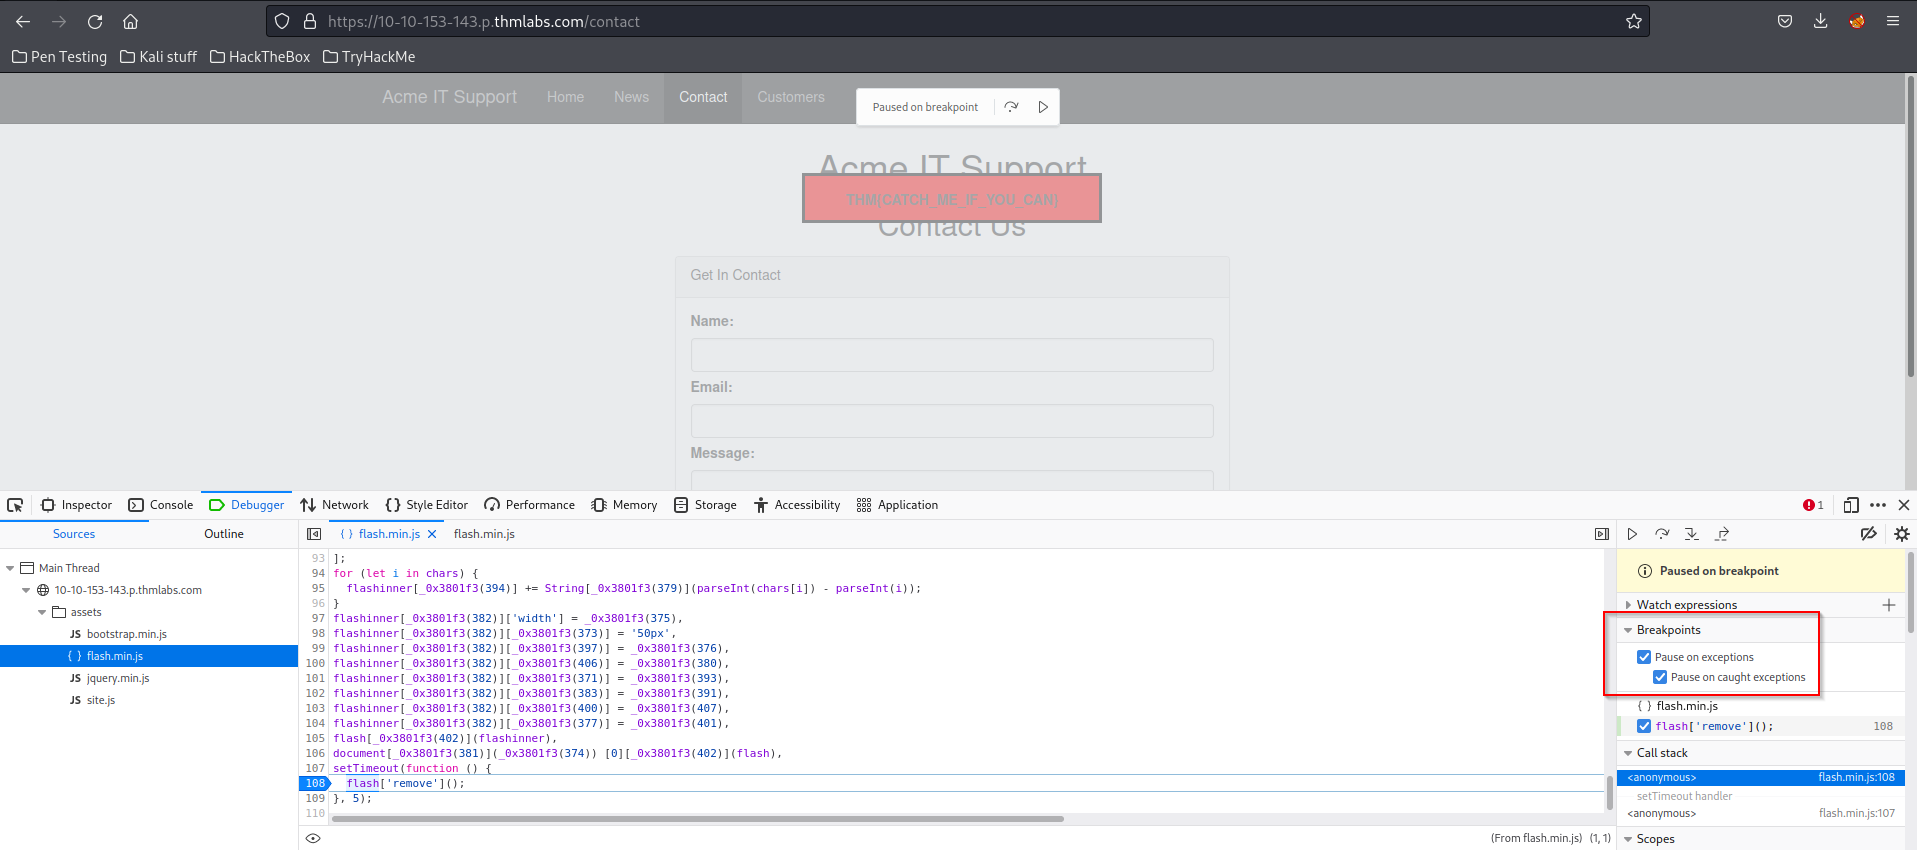 https://10-10-153-143.p.thmlabs.com/contact
Pen Testing Kali stuff HackTheBox TryHackMe
Acme IT Support Home News Contact Customers
Paused on breakpoint
Acme IT Support
THM{CATCH_ME_IF_YOU_CAN}
Contact Us
Get In Contact
Name:
Email:
Message:
Inspector Console Debugger Network Style Editor Performance Memory Storage Accessibility Application 1
Sources Outline
Main Thread
10-10-153-143.p.thmlabs.com
assets
JS bootstrap.min.js
{ } flash.min.js
JS jquery.min.js
JS site.js
{ } flash.min.js flash.min.js
93 ];
94 for (let i in chars) {
95 flashinner[_0x3801f3(394)] += String[_0x3801f3(379)](parseInt(chars[i]) - parseInt(i));
96 }
97 flashinner[_0x3801f3(382)]['width'] = _0x3801f3(375),
98 flashinner[_0x3801f3(382)][_0x3801f3(373)] = '50px',
99 flashinner[_0x3801f3(382)][_0x3801f3(397)] = _0x3801f3(376),
100 flashinner[_0x3801f3(382)][_0x3801f3(406)] = _0x3801f3(380),
101 flashinner[_0x3801f3(382)][_0x3801f3(371)] = _0x3801f3(393),
102 flashinner[_0x3801f3(382)][_0x3801f3(383)] = _0x3801f3(391),
103 flashinner[_0x3801f3(382)][_0x3801f3(400)] = _0x3801f3(407),
104 flashinner[_0x3801f3(382)][_0x3801f3(377)] = _0x3801f3(401),
105 flash[_0x3801f3(402)](flashinner),
106 document[_0x3801f3(381)](_0x3801f3(374)) [0][_0x3801f3(402)](flash),
107 setTimeout(function () {
108 flash['remove']();
109 }, 5);
110
(From flash.min.js) (1, 1)
Paused on breakpoint
Watch expressions
Breakpoints
Pause on exceptions
Pause on caught exceptions
{ } flash.min.js
flash['remove'](); 108
Call stack
<anonymous> flash.min.js:108
setTimeout handler
<anonymous> flash.min.js:107
Scopes